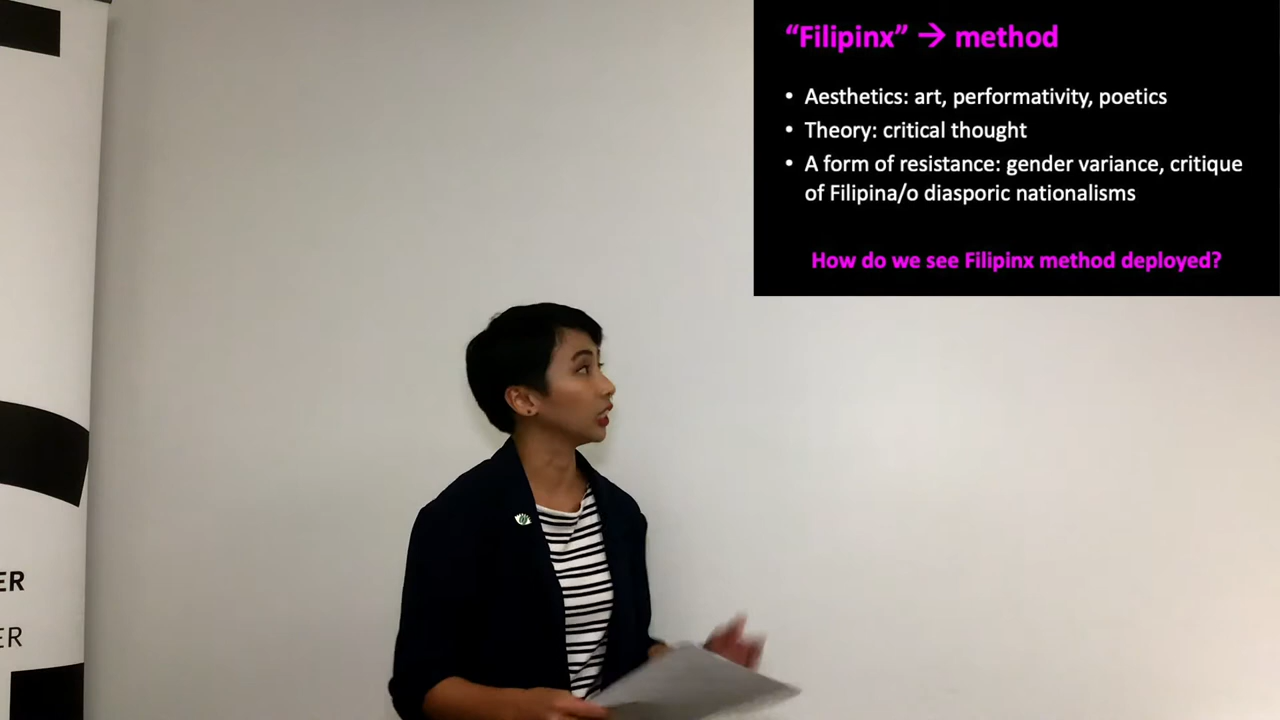 "Filipinx" → method
• Aesthetics: art, performativity, poetics
• Theory: critical thought
• A form of resistance: gender variance, critique
of Filipina/o diasporic nationalisms
How do we see Filipinx method deployed?
ER
ER